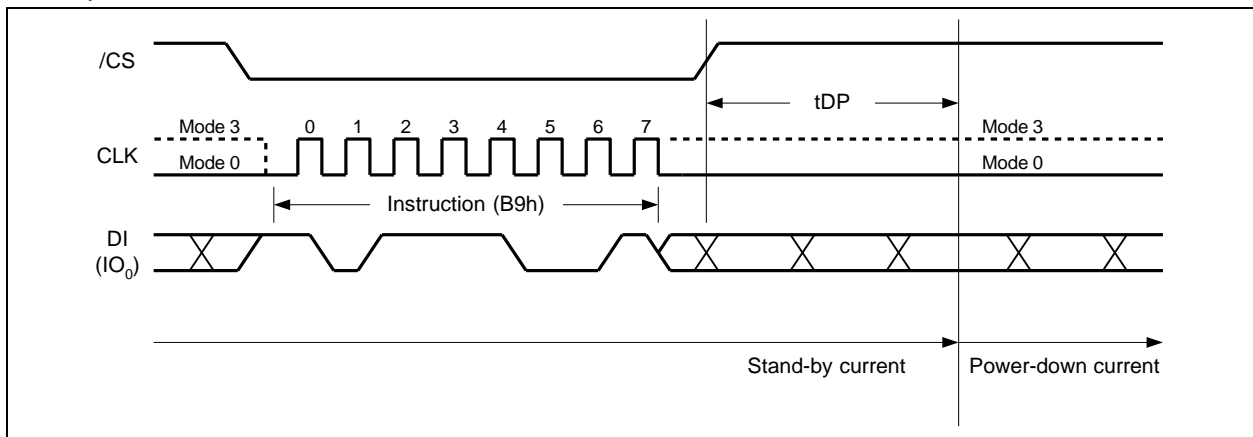 /CS
tDP
Mode 3
0 1 2 3 4 5 6 7
Mode 3
CLK
Mode 0
Mode 0
Instruction (B9h)
DI
(IO0)
Stand-by current
Power-down current